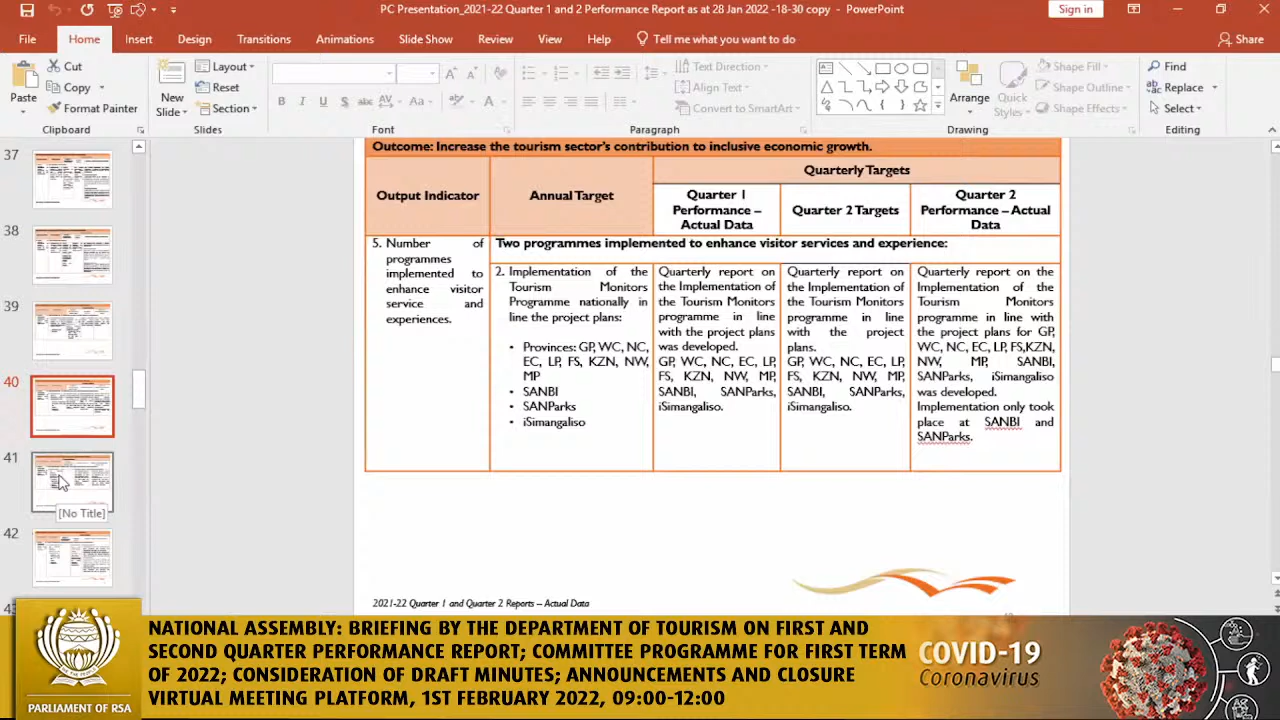 PC Presentation_2021-22 Quarter 1 and 2 Performance Report as at 28 Jan 2022 -18-30 copy - PowerPoint
Sign in
File
Home
Insert
Design
Transitions
Animations
Slide Show
Review
View
Help
Tell me what you want to do
Share
Paste
Cut
Copy
Format Painter
Clipboard
New
Slide
Layout
Reset
Section
Slides
Font
Text Direction
Align Text
Convert to SmartArt
Paragraph
Arrange
Quick
Styles
Shape Fill
Shape Outline
Shape Effects
Drawing
Find
Replace
Select
Editing
37
38
39
40
41
[No Title]
42
Outcome: Increase the tourism sector's contribution to inclusive economic growth.
Output Indicator
Annual Target
Quarterly Targets
Quarter 1
Performance –
Actual Data
Quarter 2 Targets
Quarter 2
Performance – Actual
Data
5. Number of
programmes
implemented to
enhance visitor
service and
experiences.
Two programmes implemented to enhance visitor services and experience:
2. Implementation of the
Tourism Monitors
Programme nationally in
line the project plans:
• Provinces: GP, WC, NC,
EC, LP, FS, KZN, NW,
MP
SANBI
• SANParks
• iSimangaliso
Quarterly report on
the Implementation of
the Tourism Monitors
programme in line
with the project plans
was developed.
GP, WC, NC, EC, LP,
FS, KZN, NW, MP,
SANBI, SANParks,
iSimangaliso.
Quarterly report on
the Implementation of
the Tourism Monitors
programme in line
with the project
plans.
GP, WC, NC, EC, LP,
FS, KZN, NW, MP,
SANBI, SANParks,
iSimangaliso.
Quarterly report on the
Implementation of the
Tourism Monitors
programme in line with
the project plans for GP,
WC, NC, EC, LP, FS,KZN,
NW, MP, SANBI,
SANParks, iSimangaliso
was developed.
Implementation only took
place at SANBI and
SANParks.
2021-22 Quarter 1 and Quarter 2 Reports – Actual Data
PARLIAMENT OF RSA
NATIONAL ASSEMBLY: BRIEFING BY THE DEPARTMENT OF TOURISM ON FIRST AND
SECOND QUARTER PERFORMANCE REPORT; COMMITTEE PROGRAMME FOR FIRST TERM
OF 2022; CONSIDERATION OF DRAFT MINUTES; ANNOUNCEMENTS AND CLOSURE
VIRTUAL MEETING PLATFORM, 1ST FEBRUARY 2022, 09:00-12:00
COVID-19
Coronavirus